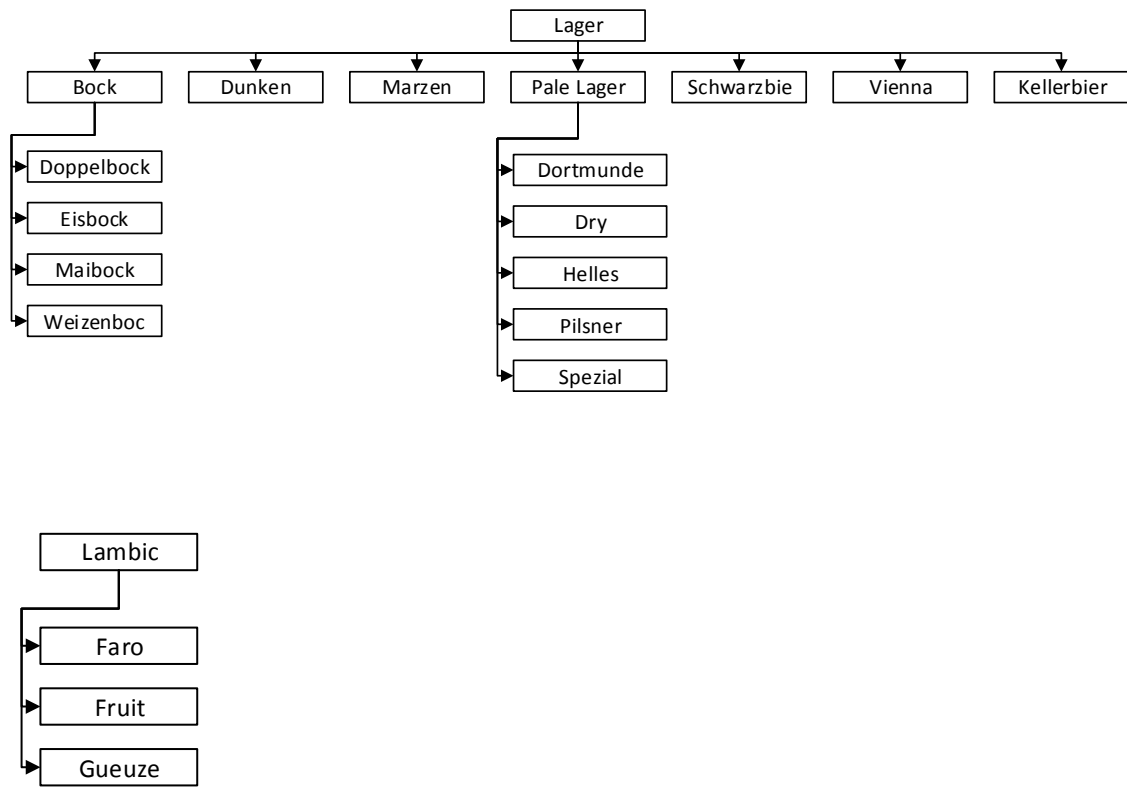 Lager
Bock
Dunken
Marzen
Pale Lager
Schwarzbie
Vienna
Kellerbier
Doppelbock
Eisbock
Maibock
Weizenboc
Dortmunde
Dry
Helles
Pilsner
Spezial
Lambic
Faro
Fruit
Gueuze